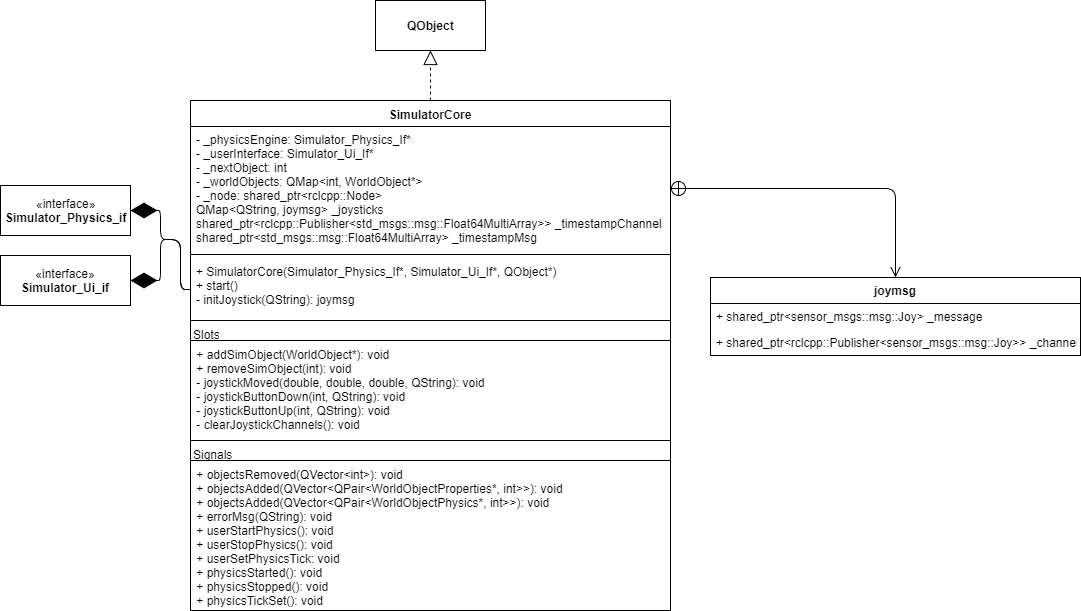 QObject
SimulatorCore
- _physicsEngine: Simulator_Physics_If*
- _userInterface: Simulator_Ui_If*
- _nextObject: int
- _worldObjects: QMap<int, WorldObject*>
- _node: shared_ptr<rclcpp::Node>
QMap<QString, joymsg> _joysticks
shared_ptr<rclcpp::Publisher<std_msgs::msg::Float64MultiArray>> _timestampChannel
shared_ptr<std_msgs::msg::Float64MultiArray> _timestampMsg
+ SimulatorCore(Simulator_Physics_If*, Simulator_Ui_If*, QObject*)
+ start()
- initJoystick(QString): joymsg
Slots
+ addSimObject(WorldObject*): void
+ removeSimObject(int): void
- joystickMoved(double, double, double, QString): void
- joystickButtonDown(int, QString): void
- joystickButtonUp(int, QString): void
- clearJoystickChannels(): void
Signals
+ objectsRemoved(QVector<int>): void
+ objectsAdded(QVector<QPair<WorldObjectProperties*, int>>): void
+ objectsAdded(QVector<QPair<WorldObjectPhysics*, int>>): void
+ errorMsg(QString): void
+ userStartPhysics(): void
+ userStopPhysics(): void
+ userSetPhysicsTick: void
+ physicsStarted(): void
+ physicsStopped(): void
+ physicsTickSet(): void
«interface»
Simulator_Physics_if
«interface»
Simulator_Ui_if
joymsg
+ shared_ptr<sensor_msgs::msg::Joy> _message
+ shared_ptr<rclcpp::Publisher<sensor_msgs::msg::Joy>> _channel